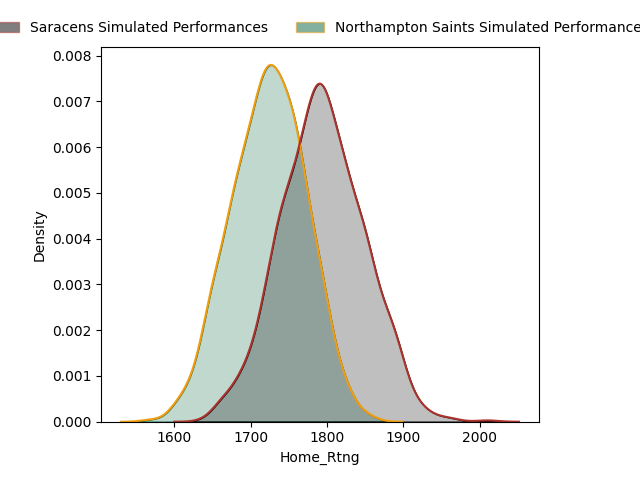 Saracens Simulated Performances Northampton Saints Simulated Performance
0.008
0.007
0.006
0.005
0.004
0.003
0.002
0.001
0.000
Density
1600 1700 1800 1900 2000
Home_Rtng